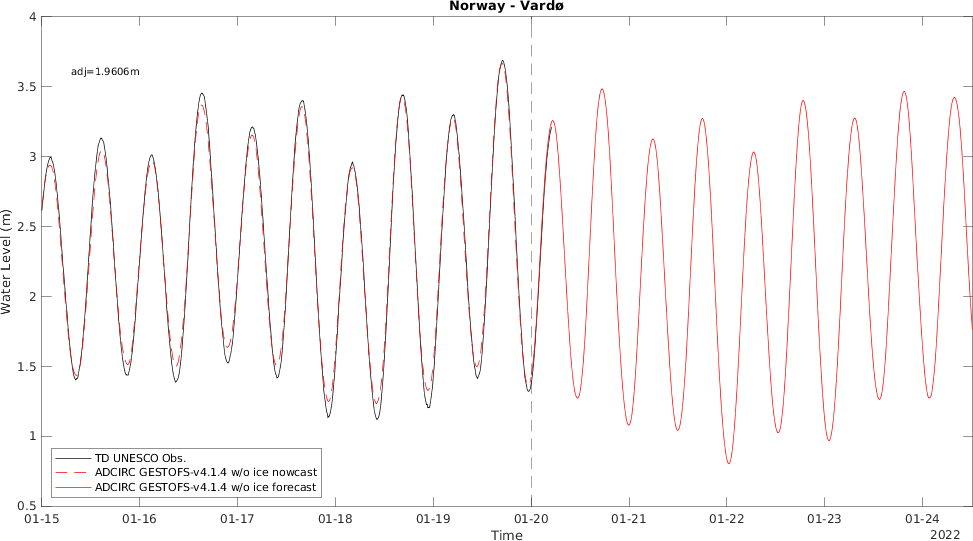 Norway - Vardø
4
adj=1.9606m
3.5
3
2.5
Water Level (m)
2
1.5
1
TD UNESCO Obs.
ADCIRC GESTOFS-v4.1.4 w/o ice nowcast
ADCIRC GESTOFS-v4.1.4 w/o ice forecast
0.5
01-15 01-16 01-17 01-18 01-19 01-20 01-21 01-22 01-23 01-24
Time
2022